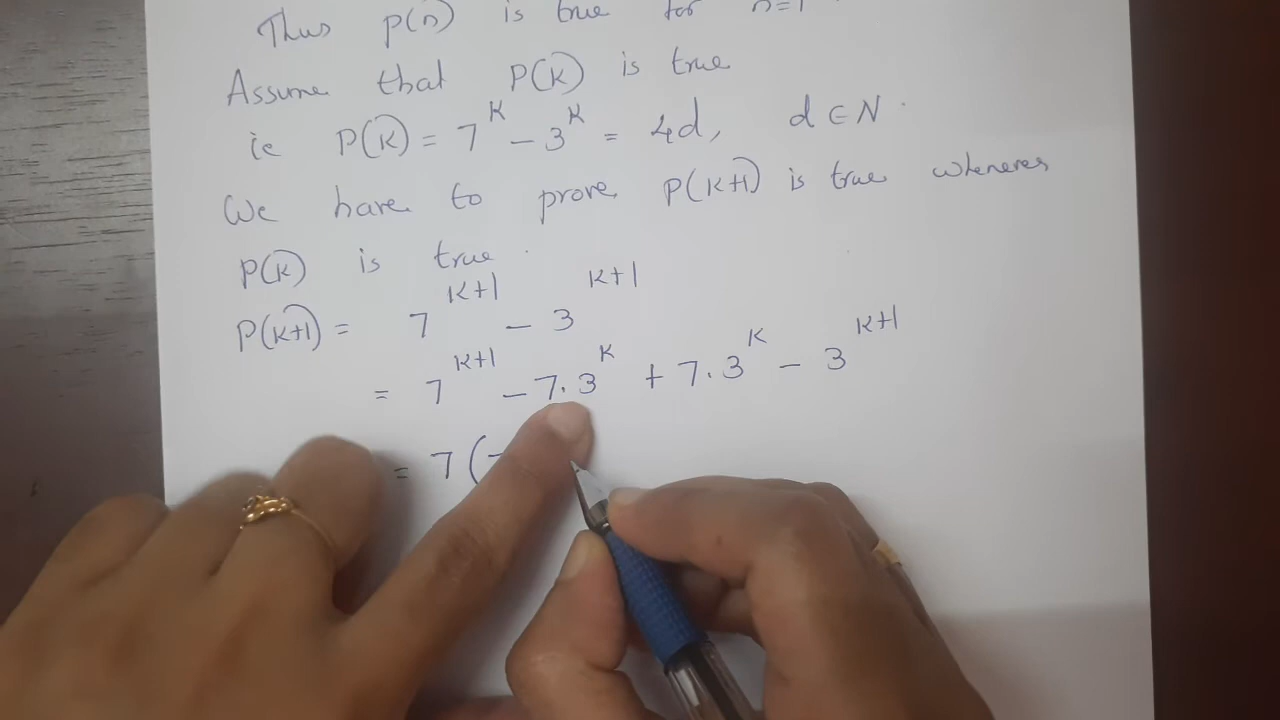 Thus P(n) is true for n=1
Assume that P(k) is true
ie P(k) = 7^k - 3^k = 4d, d ∈ N.
We have to prove P(k+1) is true whenever
P(k) is true.
P(k+1) = 7^k+1 - 3^k+1
= 7^k+1 - 7.3^k + 7.3^k - 3^k+1
= 7(